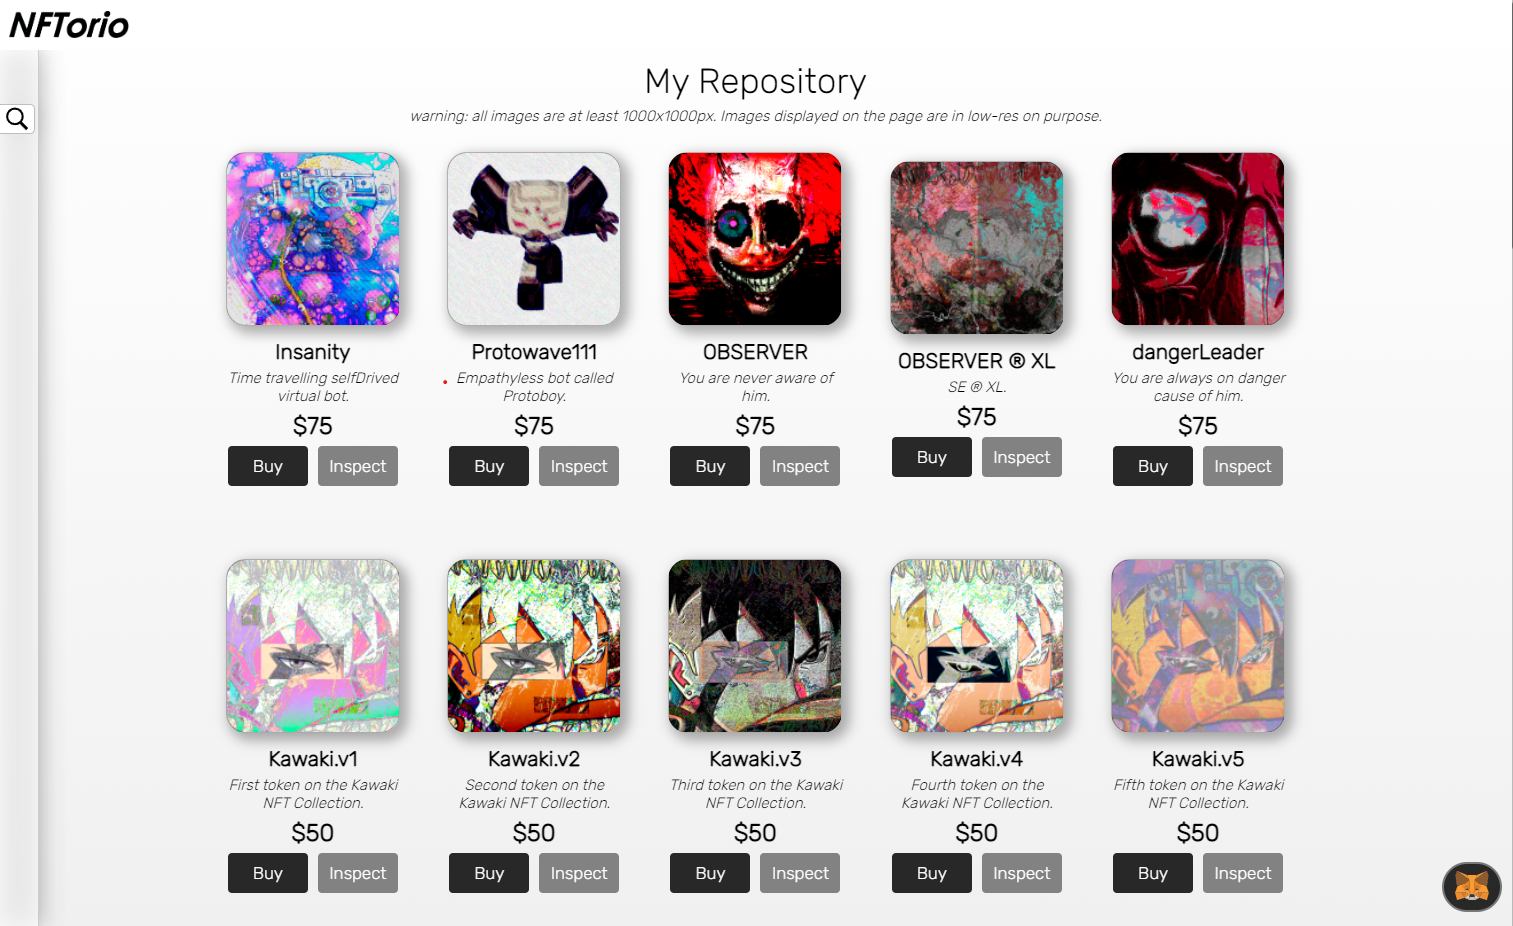 NFTorio
My Repository
warning: all images are at least 1000x1000px. Images displayed on the page are in low-res on purpose.
Insanity
Time travelling selfDrived
virtual bot.
$75
Buy Inspect
Protowave111
Empathyless bot called
Protoboy.
$75
Buy Inspect
OBSERVER
You are never aware of
him.
$75
Buy Inspect
OBSERVER ® XL
SE ® XL.
$75
Buy Inspect
dangerLeader
You are always on danger
cause of him.
$75
Buy Inspect
Kawaki.v1
First token on the Kawaki
NFT Collection.
$50
Buy Inspect
Kawaki.v2
Second token on the
Kawaki NFT Collection.
$50
Buy Inspect
Kawaki.v3
Third token on the Kawaki
NFT Collection.
$50
Buy Inspect
Kawaki.v4
Fourth token on the
Kawaki NFT Collection.
$50
Buy Inspect
Kawaki.v5
Fifth token on the Kawaki
NFT Collection.
$50
Buy Inspect